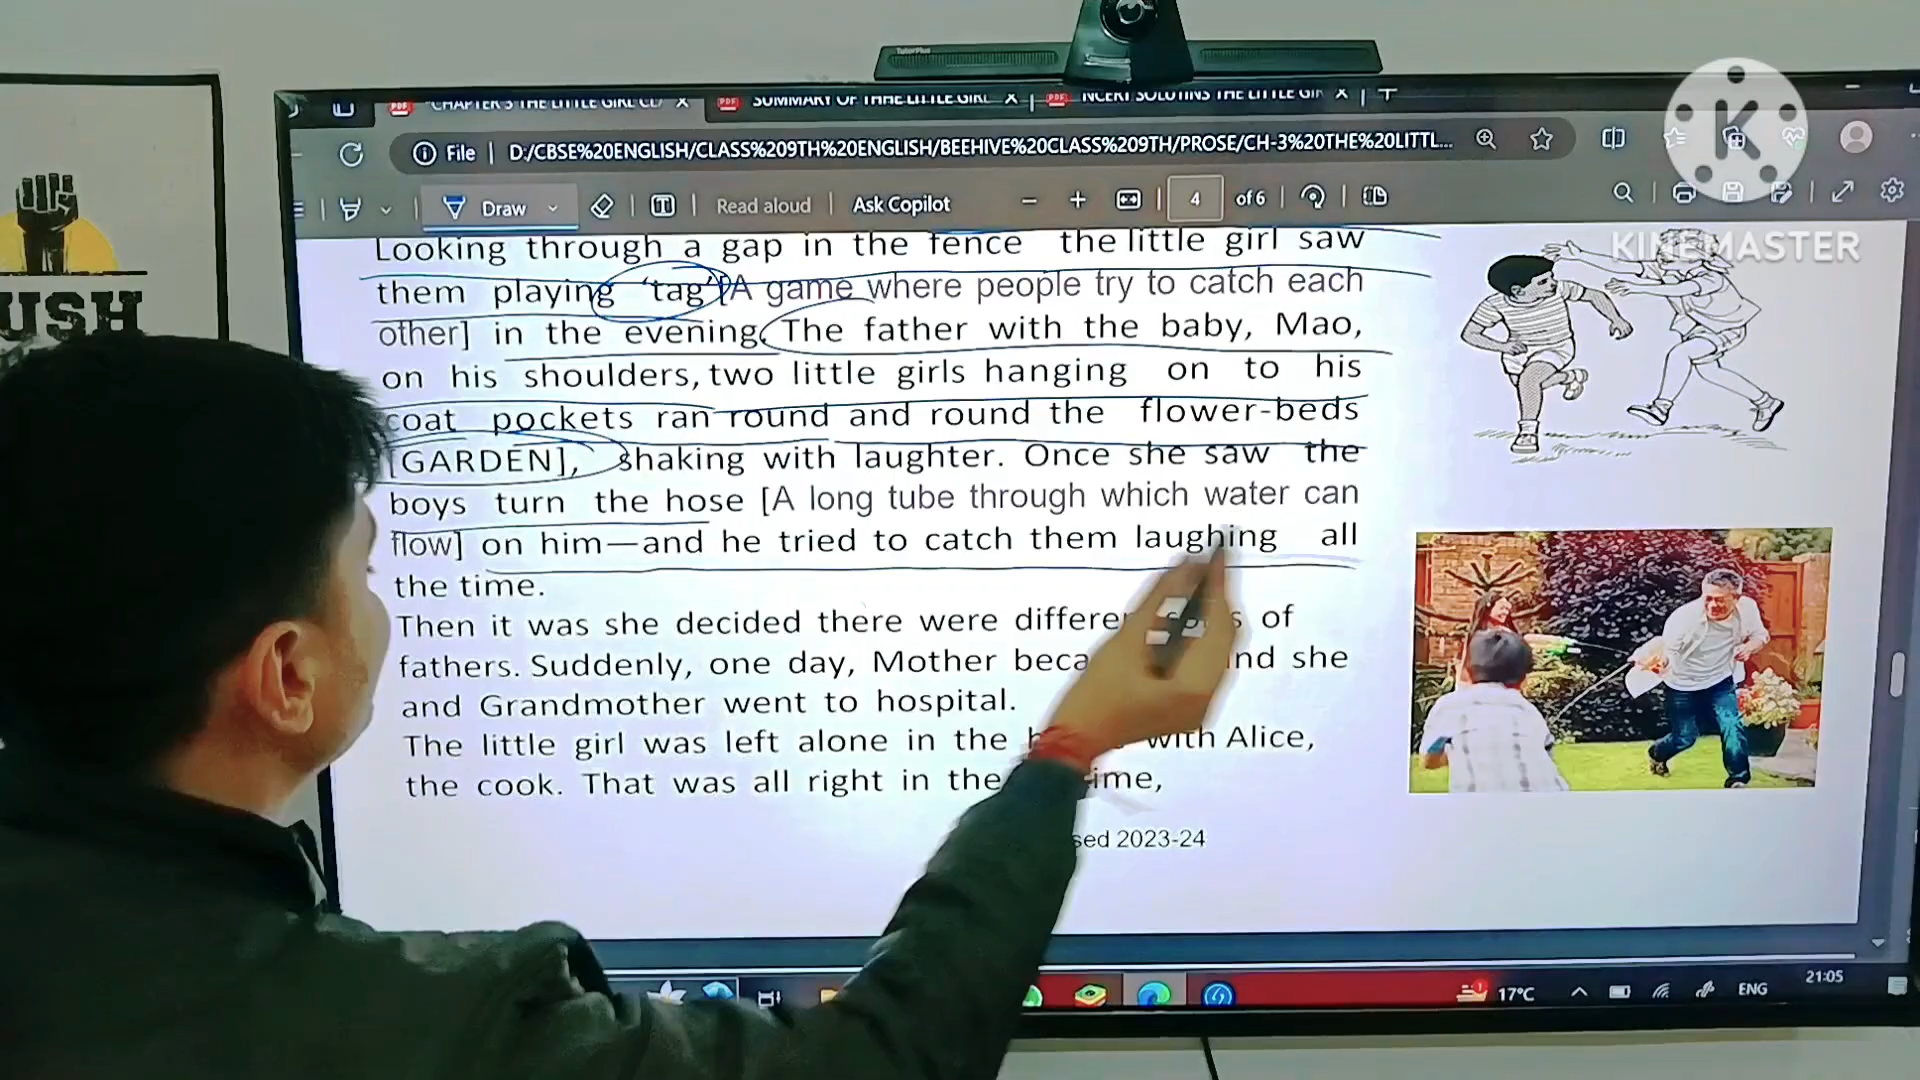 TutorPlus
"CHAPTER 3 THE LITTLE GIRL CL
SUMMARY OF THHE LITTLE GIRL
NCERT SOLUTINS THE LITTLE GIR
File
D:/CBSE%20ENGLISH/CLASS%209TH%20ENGLISH/BEEHIVE%20CLASS%209TH/PROSE/CH-3%20THE%20LITTL...
Draw
Read aloud
Ask Copilot
4 of 6
K
KINEMASTER
USH
Looking through a gap in the fence the little girl saw
them playing 'tag'[A game where people try to catch each
other] in the evening. The father with the baby, Mao,
on his shoulders, two little girls hanging on to his
coat pockets ran round and round the flower-beds
[GARDEN], shaking with laughter. Once she saw the
boys turn the hose [A long tube through which water can
flow] on him—and he tried to catch them laughing all
the time.
Then it was she decided there were differe s of
fathers. Suddenly, one day, Mother beca nd she
and Grandmother went to hospital.
The little girl was left alone in the with Alice,
the cook. That was all right in the ime,
sed 2023-24
17°C
ENG
21:05